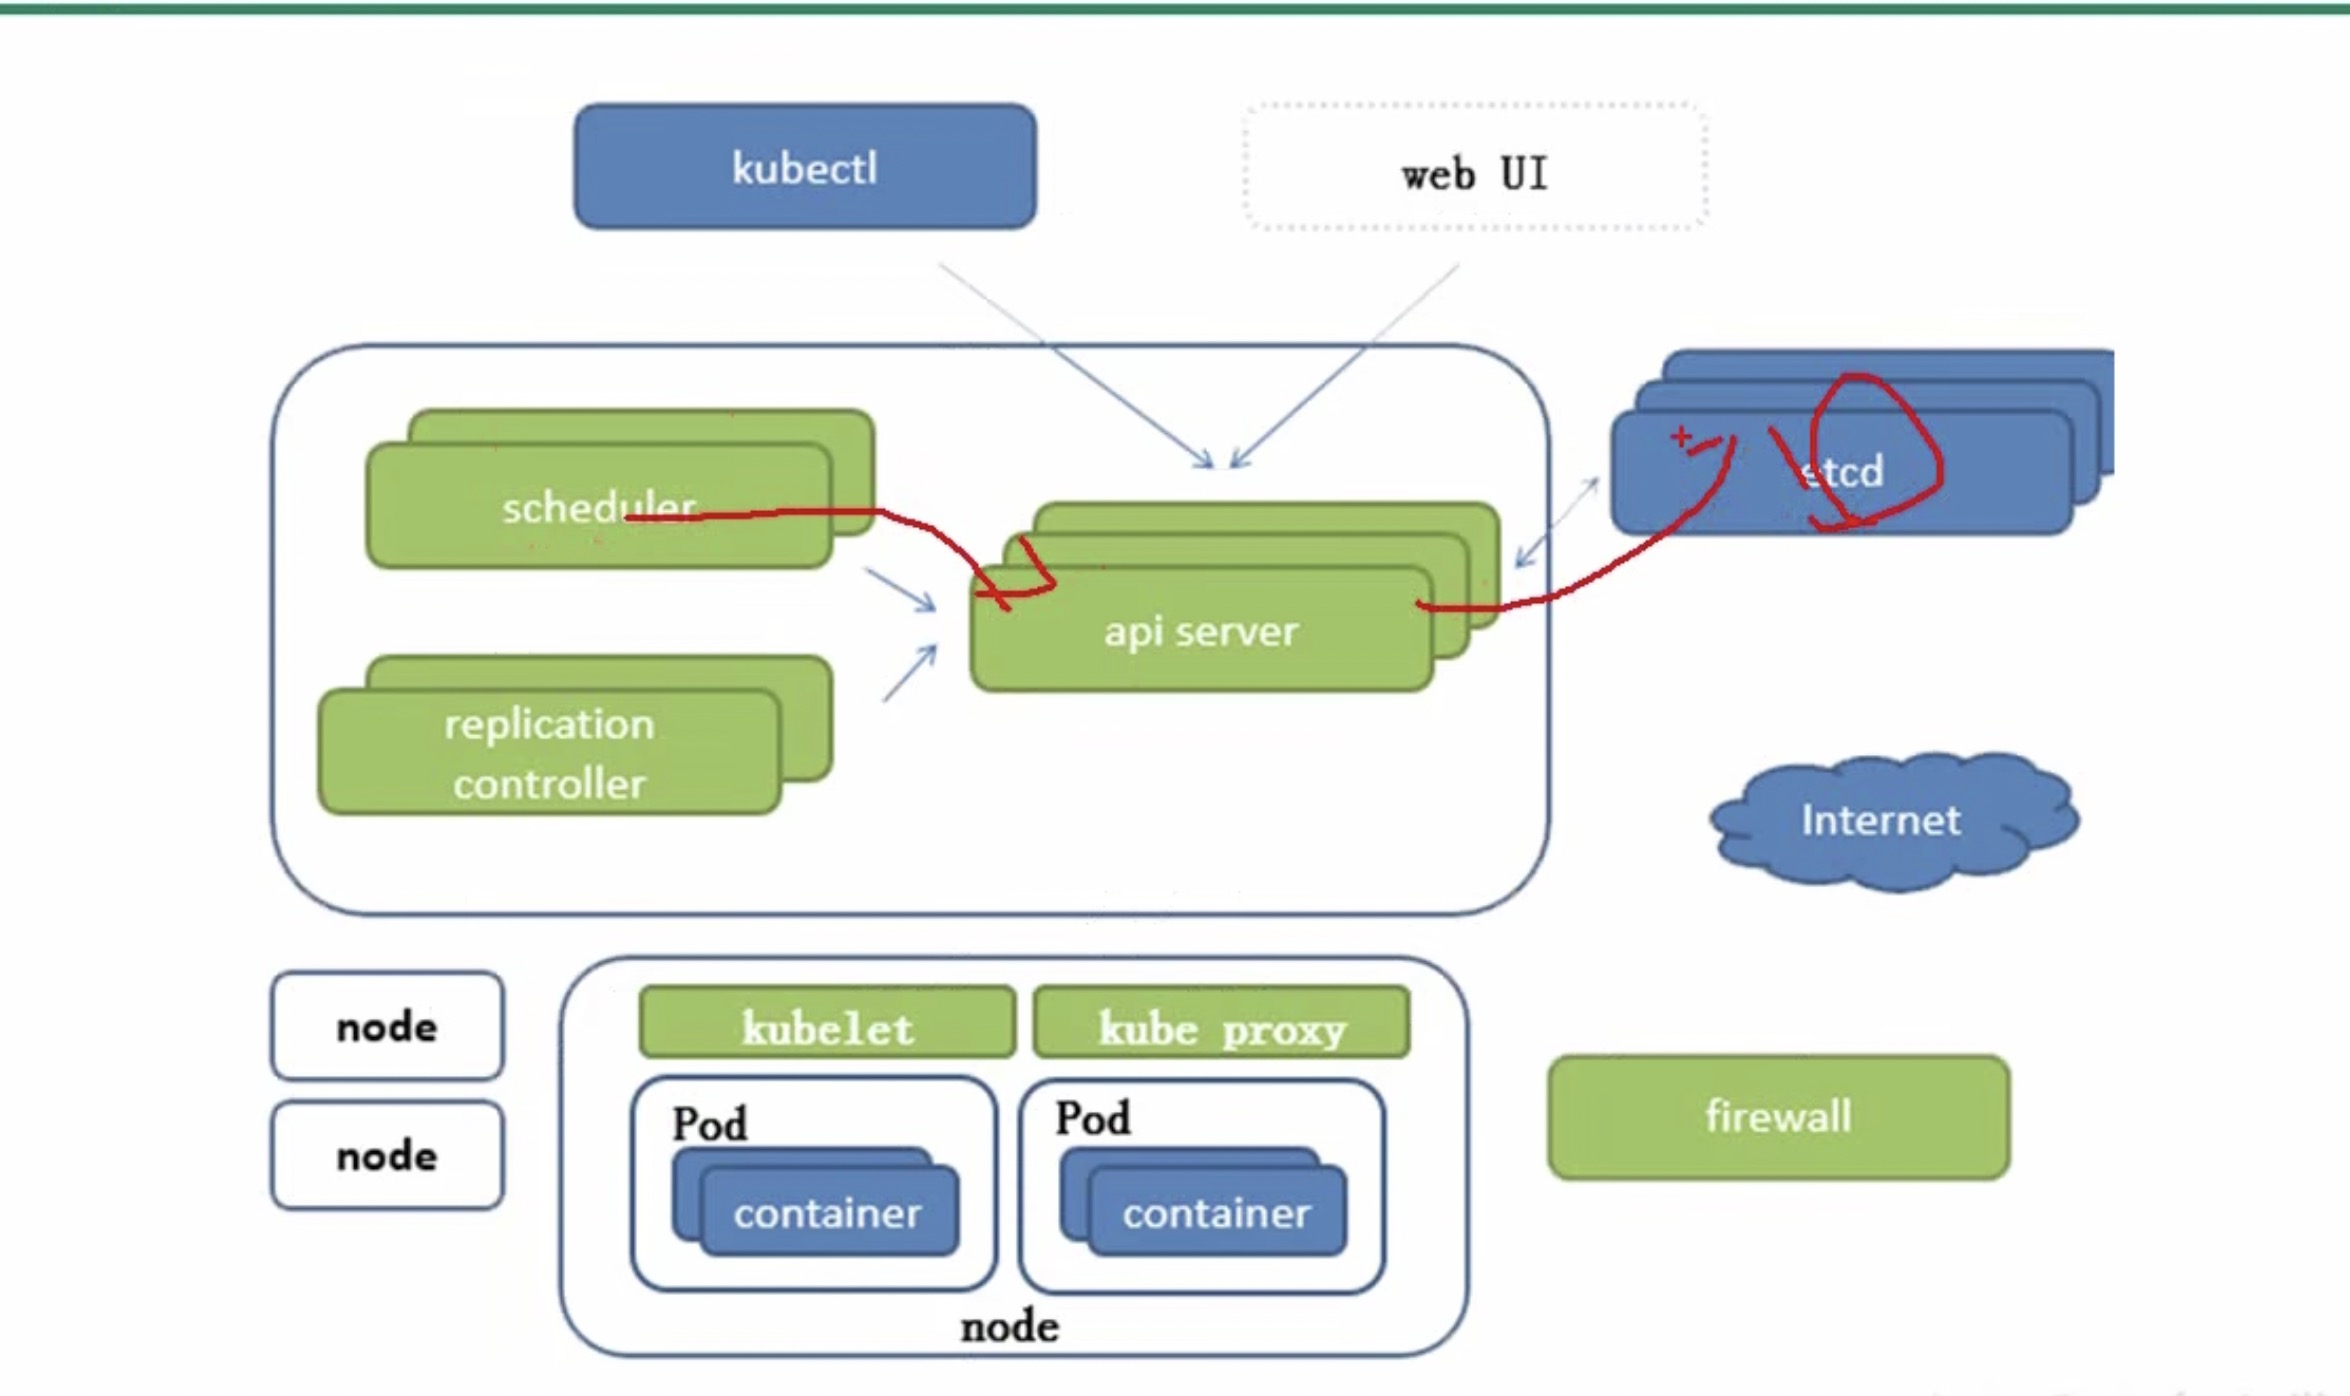 kubectl
web UI
scheduler
etcd
api server
replication
controller
Internet
node
node
kubelet
kube proxy
Pod
container
Pod
container
node
firewall